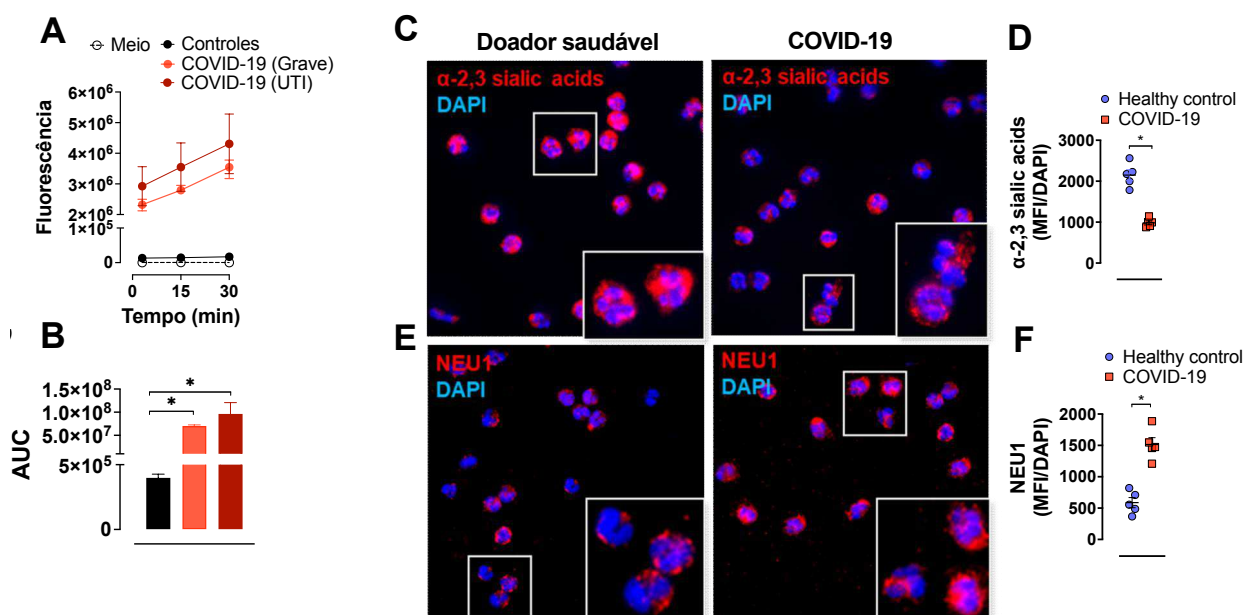 A
Meio
Controles
COVID-19 (Grave)
COVID-19 (UTI)
Fluorescência
6×10⁶
5×10⁶
4×10⁶
3×10⁶
2×10⁶
1×10⁵
0
0 15 30
Tempo (min)
B
AUC
1.5×10⁸
1.0×10⁸
5.0×10⁷
5×10⁵
0
* *
C
Doador saudável
COVID-19
α-2,3 sialic acids
DAPI
α-2,3 sialic acids
DAPI
D
Healthy control
COVID-19
α-2,3 sialic acids
(MFI/DAPI)
3000
2000
1000
0
*
E
NEU1
DAPI
NEU1
DAPI
F
Healthy control
COVID-19
NEU1
(MFI/DAPI)
2000
1500
1000
500
0
*